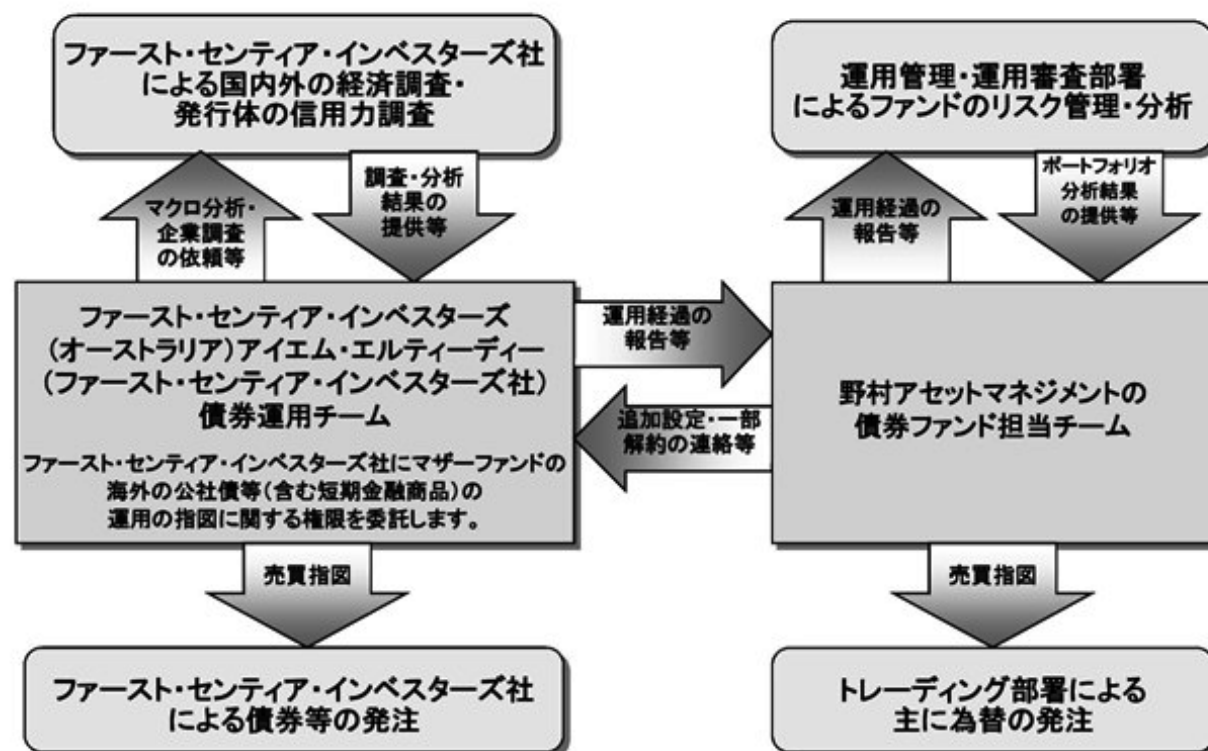 ファースト・センティア・インベスターズ社
による国内外の経済調査・
発行体の信用力調査
運用管理・運用審査部署
によるファンドのリスク管理・分析
マクロ分析・
企業調査
の依頼等
調査・分析
結果の
提供等
運用経過の
報告等
ポートフォリオ
分析結果
の提供等
ファースト・センティア・インベスターズ
(オーストラリア)アイエム・エルティーディー
(ファースト・センティア・インベスターズ社)
債券運用チーム
ファースト・センティア・インベスターズ社にマザーファンドの
海外の公社債等(含む短期金融商品)の
運用の指図に関する権限を委託します。
運用経過の
報告等
追加設定・一部
解約の連絡等
野村アセットマネジメントの
債券ファンド担当チーム
売買指図
売買指図
ファースト・センティア・インベスターズ社
による債券等の発注
トレーディング部署による
主に為替の発注